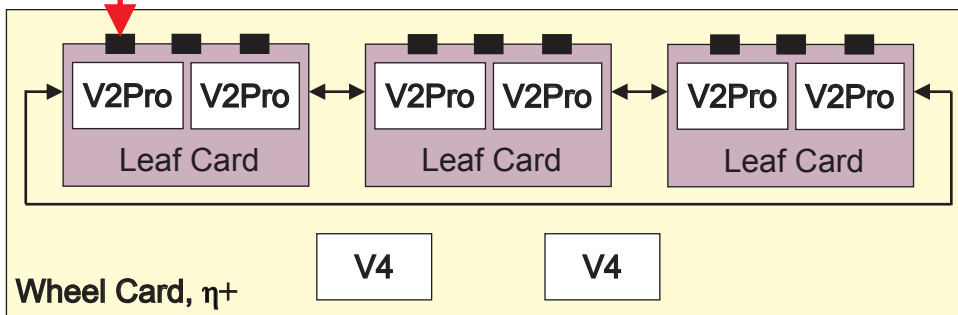 V2Pro V2Pro V2Pro V2Pro V2Pro V2Pro
Leaf Card Leaf Card Leaf Card
V4 V4
Wheel Card, η+